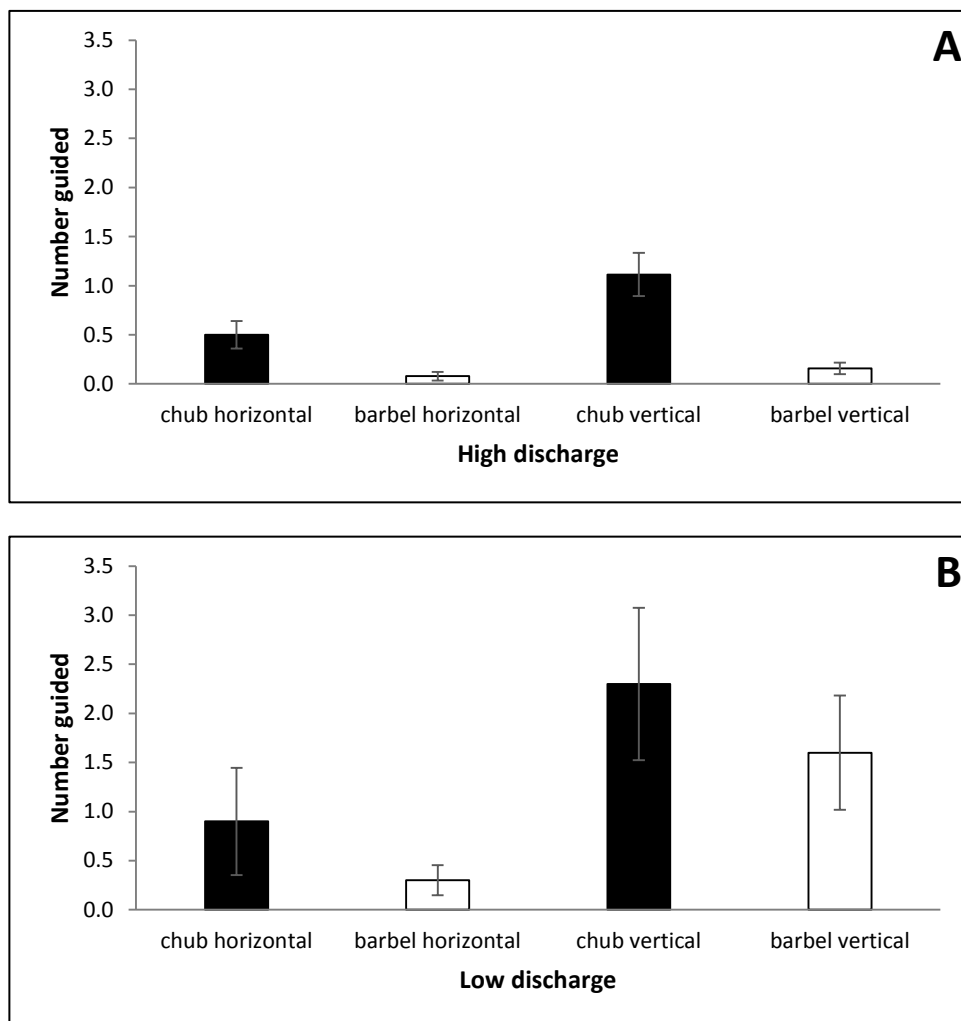 A
3.5
3.0
2.5
2.0
1.5
1.0
0.5
0.0
Number guided
chub horizontal barbel horizontal chub vertical barbel vertical
High discharge
B
3.5
3.0
2.5
2.0
1.5
1.0
0.5
0.0
Number guided
chub horizontal barbel horizontal chub vertical barbel vertical
Low discharge